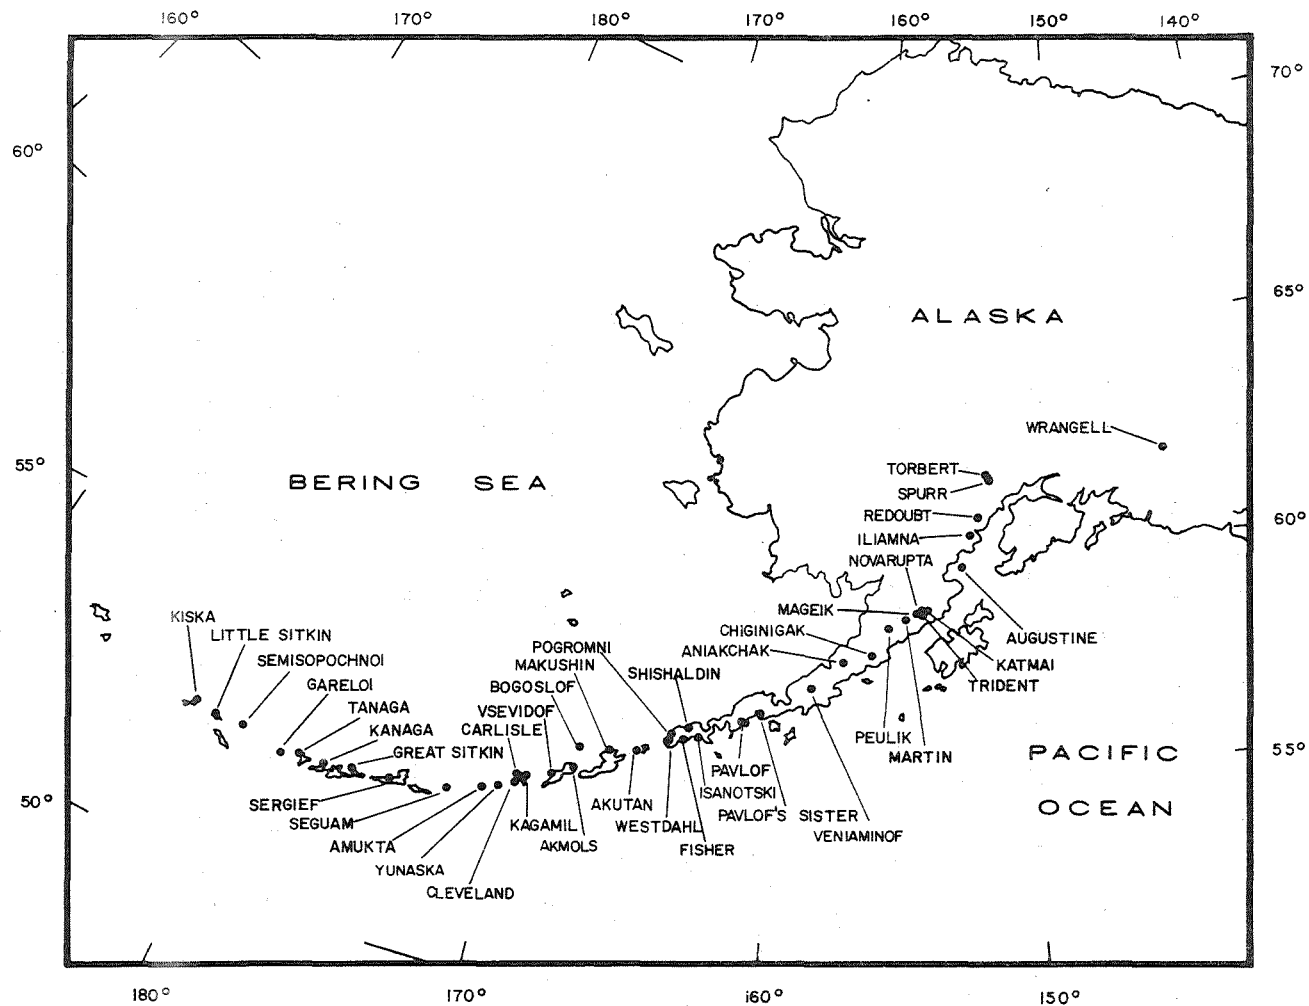 160° 170° 180° 170° 160° 150° 140°
70°
60°
65°
ALASKA
WRANGELL
55°
BERING SEA
TORBERT
SPURR
REDOUBT
60°
ILIAMNA
NOVARUPTA
MAGEIK
KISKA
CHIGINIGAK
AUGUSTINE
LITTLE SITKIN
ANIAKCHAK
POGROMNI
KATMAI
SEMISOPOCHNOI
MAKUSHIN
SHISHALDIN
TRIDENT
GARELOI
BOGOSLOF
TANAGA
VSEVIDOF
KANAGA
CARLISLE
PEULIK
GREAT SITKIN
MARTIN
PACIFIC
55°
PAVLOF
50°
SERGIEF
AKUTAN
ISANOTSKI
OCEAN
SEGUAM
KAGAMIL
WESTDAHL
PAVLOF'S SISTER
AMUKTA
AKMOLS
FISHER
VENIAMINOF
YUNASKA
CLEVELAND
180° 170° 160° 150°